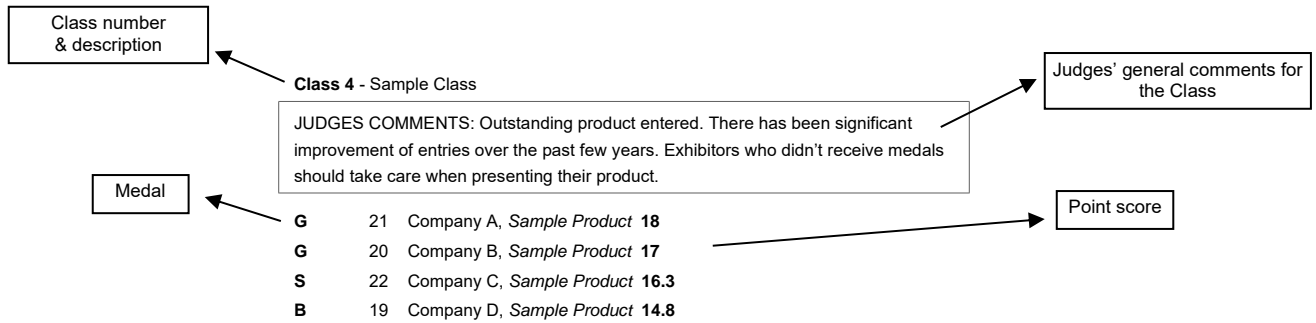 Class number
& description
Class 4 - Sample Class
Judges’ general comments for
the Class
JUDGES COMMENTS: Outstanding product entered. There has been significant
improvement of entries over the past few years. Exhibitors who didn’t receive medals
should take care when presenting their product.
Medal
Point score
G 21 Company A, Sample Product 18
G 20 Company B, Sample Product 17
S 22 Company C, Sample Product 16.3
B 19 Company D, Sample Product 14.8